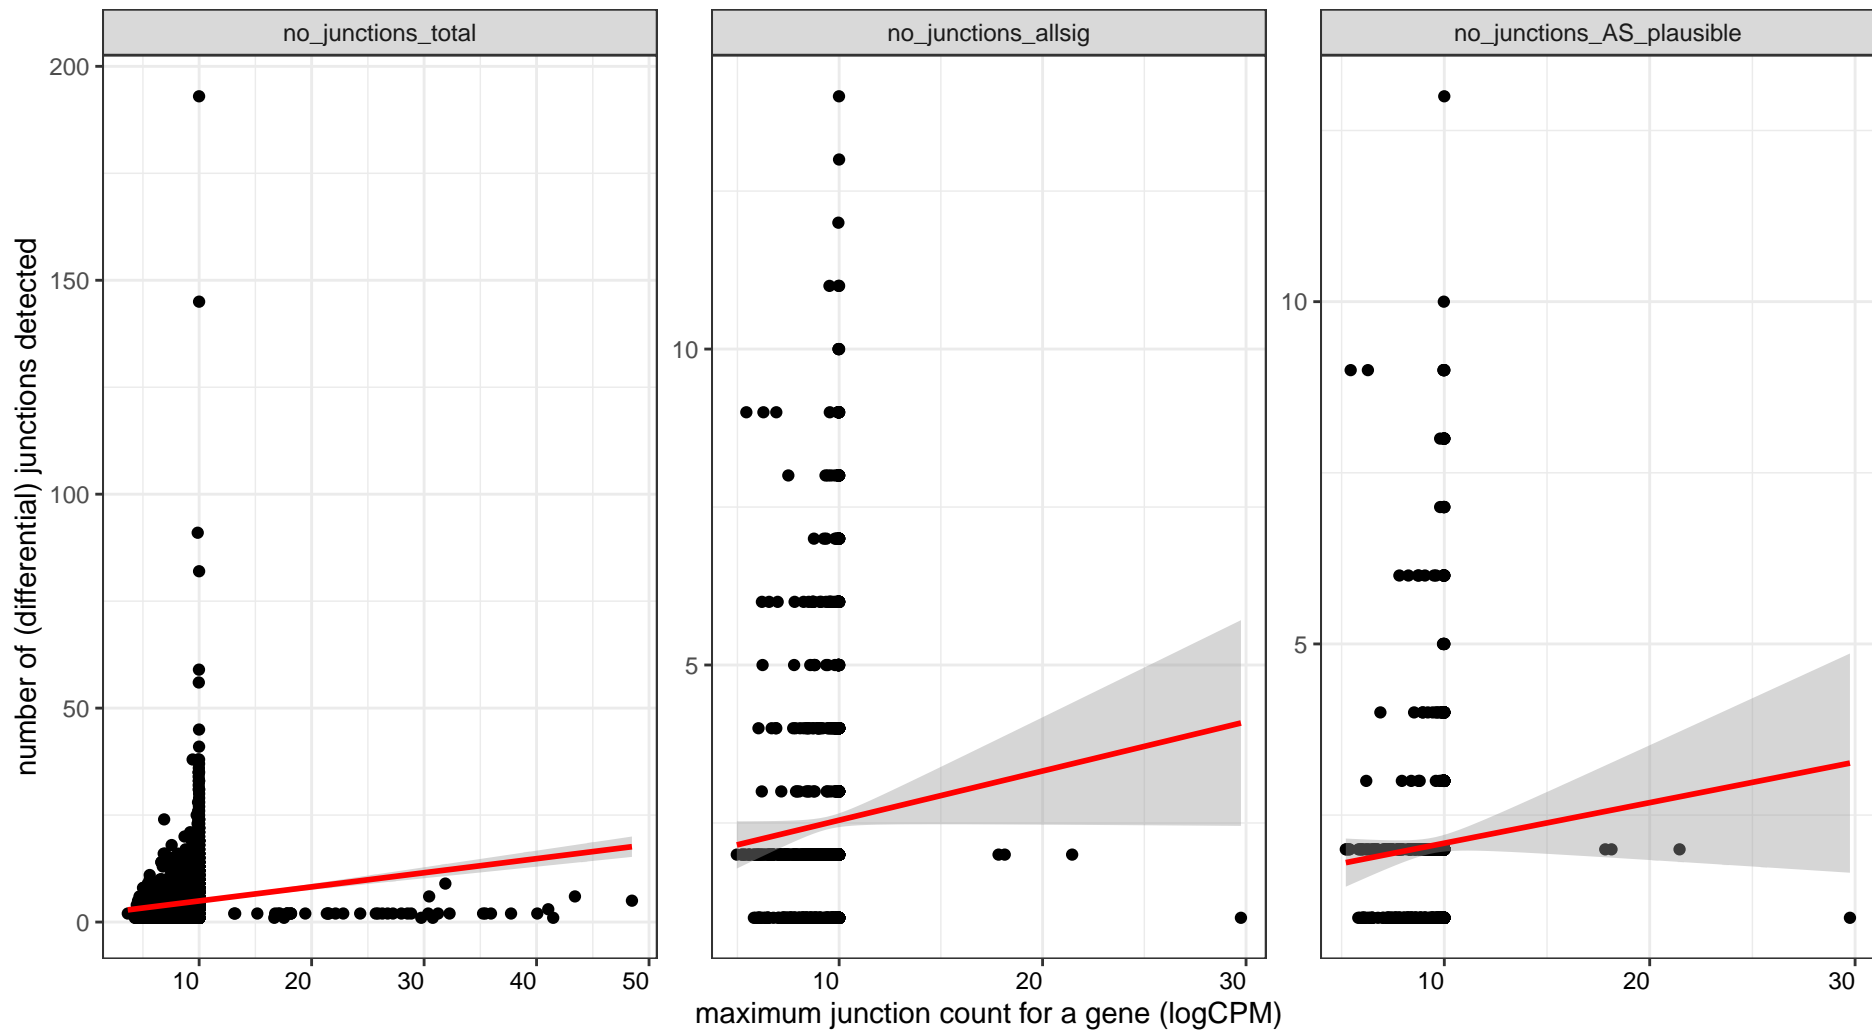 no_junctions_total
no_junctions_allsig
no_junctions_AS_plausible
number of (differential) junctions detected
200
150
100
50
0
10
5
10
5
10 20 30 40 50
10 20 30
10 20 30
maximum junction count for a gene (logCPM)